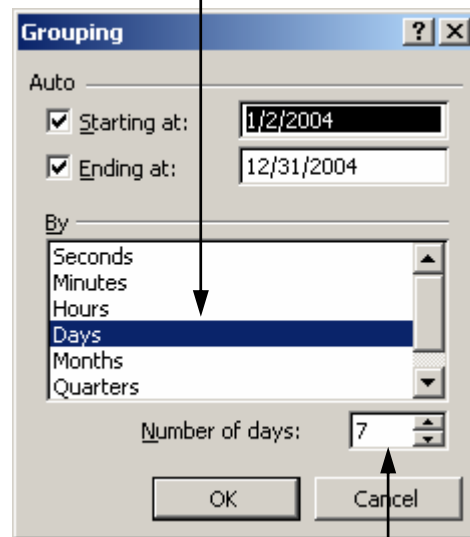 Grouping ? ×
Auto
Starting at: 1/2/2004
Ending at: 12/31/2004
By
Seconds
Minutes
Hours
Days
Months
Quarters
Number of days: 7
OK Cancel